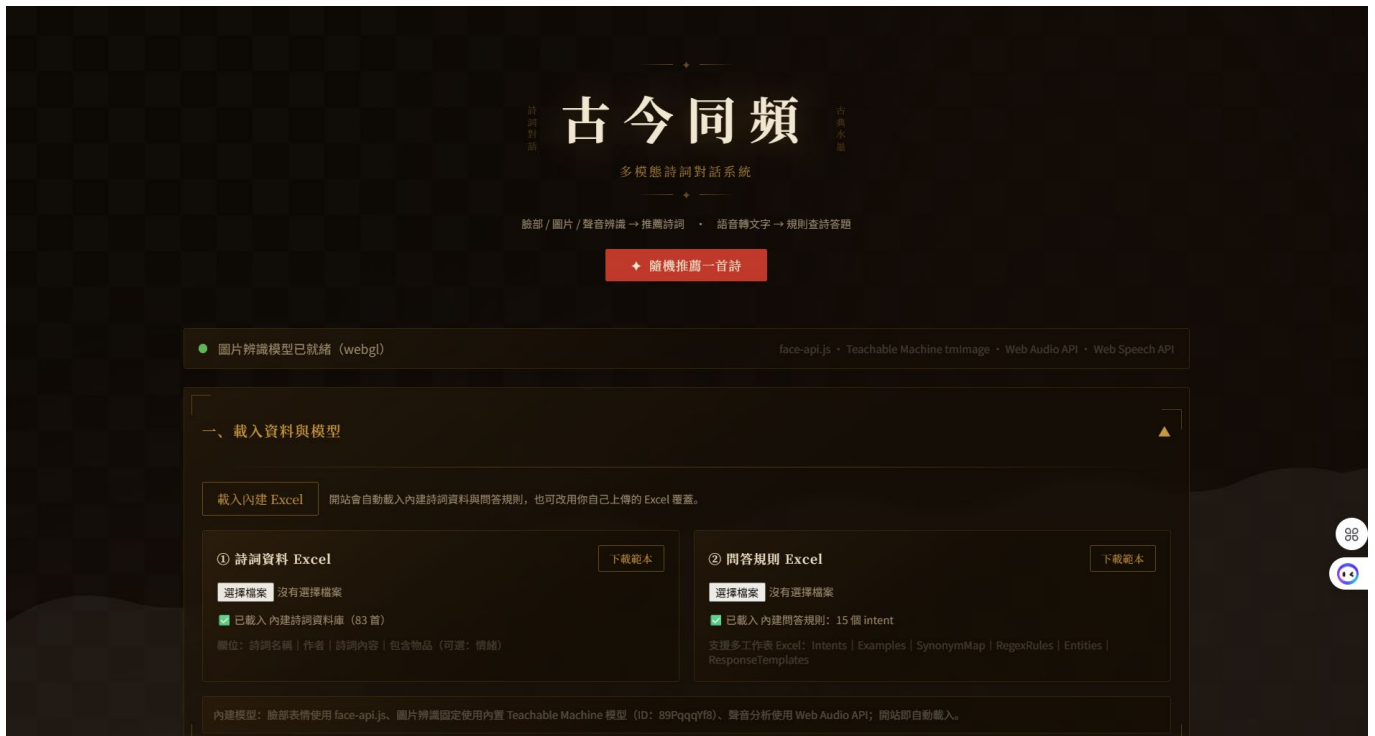 詩詞對話
古今同頻
古典水墨
多模態詩詞對話系統
臉部 / 圖片 / 聲音辨識 → 推薦詩詞 · 語音轉文字 → 規則查詩答題
✦ 隨機推薦一首詩
圖片辨識模型已就緒（webgl）
face-api.js · Teachable Machine tmImage · Web Audio API · Web Speech API
一、載入資料與模型
載入內建 Excel
開站會自動載入內建詩詞資料與問答規則，也可改用你自己上傳的 Excel 覆蓋。
① 詩詞資料 Excel
下載範本
選擇檔案 沒有選擇檔案
已載入 內建詩詞資料庫（83 首）
欄位：詩詞名稱｜作者｜詩詞內容｜包含物品（可選：情緒）
② 問答規則 Excel
下載範本
選擇檔案 沒有選擇檔案
已載入 內建問答規則：15 個 intent
支援多工作表 Excel：Intents｜Examples｜SynonymMap｜RegexRules｜Entities｜
ResponseTemplates
內建模型：臉部表情使用 face-api.js、圖片辨識固定使用內置 Teachable Machine 模型（ID：89PqqqYf8）、聲音分析使用 Web Audio API；開站即自動載入。